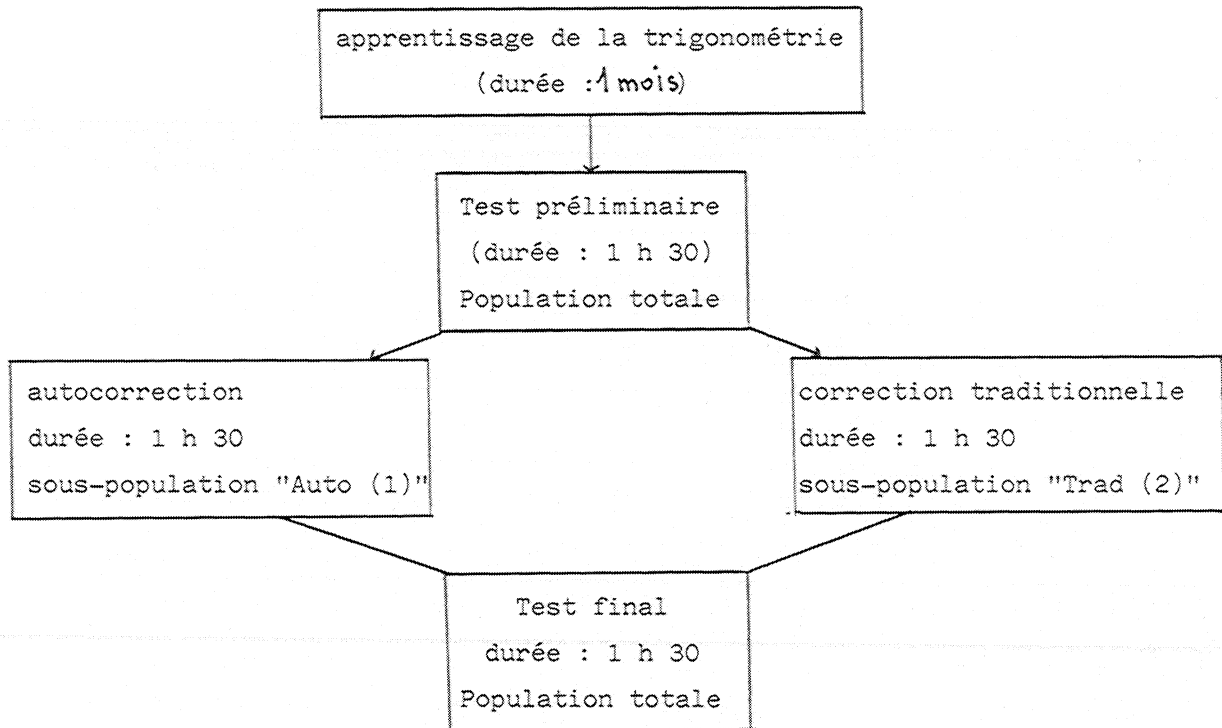 apprentissage de la trigonométrie
(durée : 1 mois)
Test préliminaire
(durée : 1 h 30)
Population totale
autocorrection
durée : 1 h 30
sous-population "Auto (1)"
correction traditionnelle
durée : 1 h 30
sous-population "Trad (2)"
Test final
durée : 1 h 30
Population totale